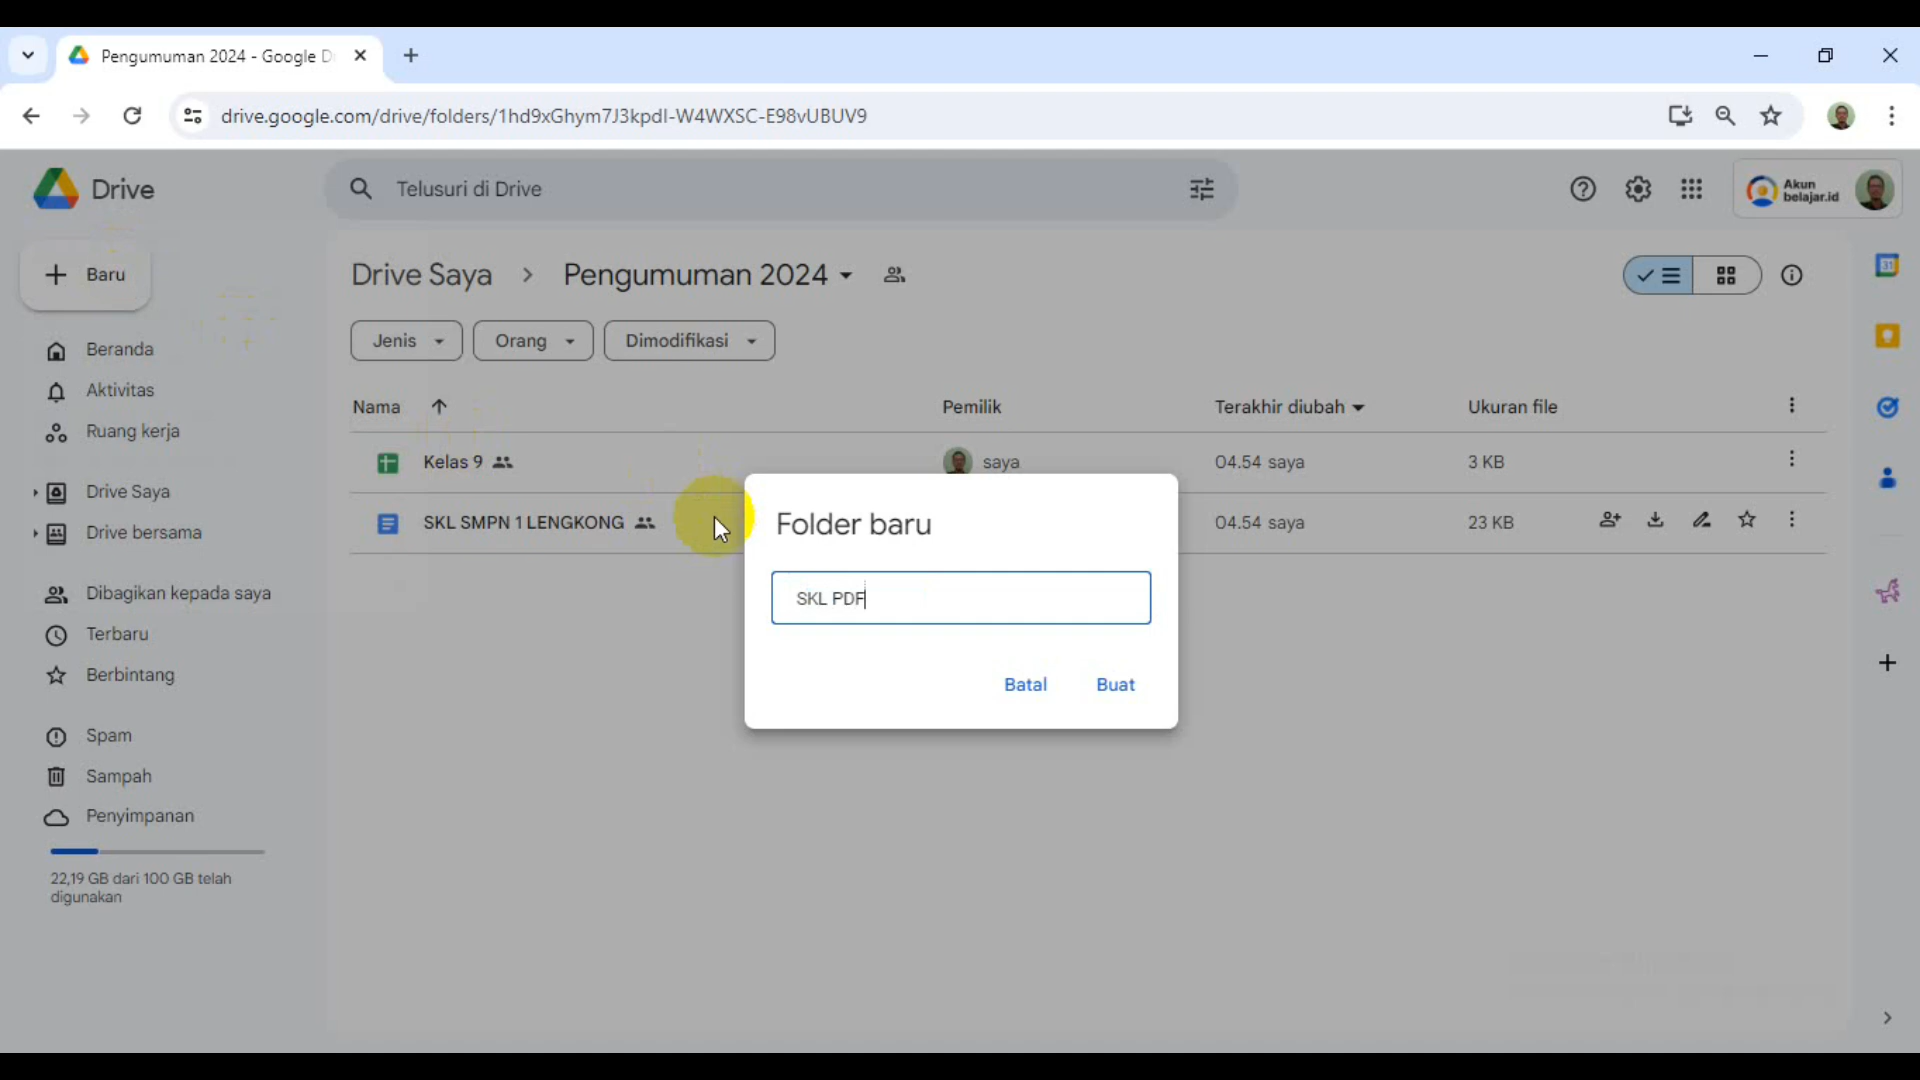 Pengumuman 2024 - Google D
drive.google.com/drive/folders/1hd9xGhym7J3kpdI-W4WXSC-E98vUBUV9
Drive
Telusuri di Drive
Akun
belajar.id
Baru
Drive Saya > Pengumuman 2024
Jenis
Orang
Dimodifikasi
Beranda
Aktivitas
Ruang kerja
Drive Saya
Drive bersama
Dibagikan kepada saya
Terbaru
Berbintang
Spam
Sampah
Penyimpanan
22,19 GB dari 100 GB telah
digunakan
Nama Pemilik Terakhir diubah Ukuran file
Kelas 9 saya 04.54 saya 3 KB
SKL SMPN 1 LENGKONG 04.54 saya 23 KB
Folder baru
SKL PDF
Batal Buat
31